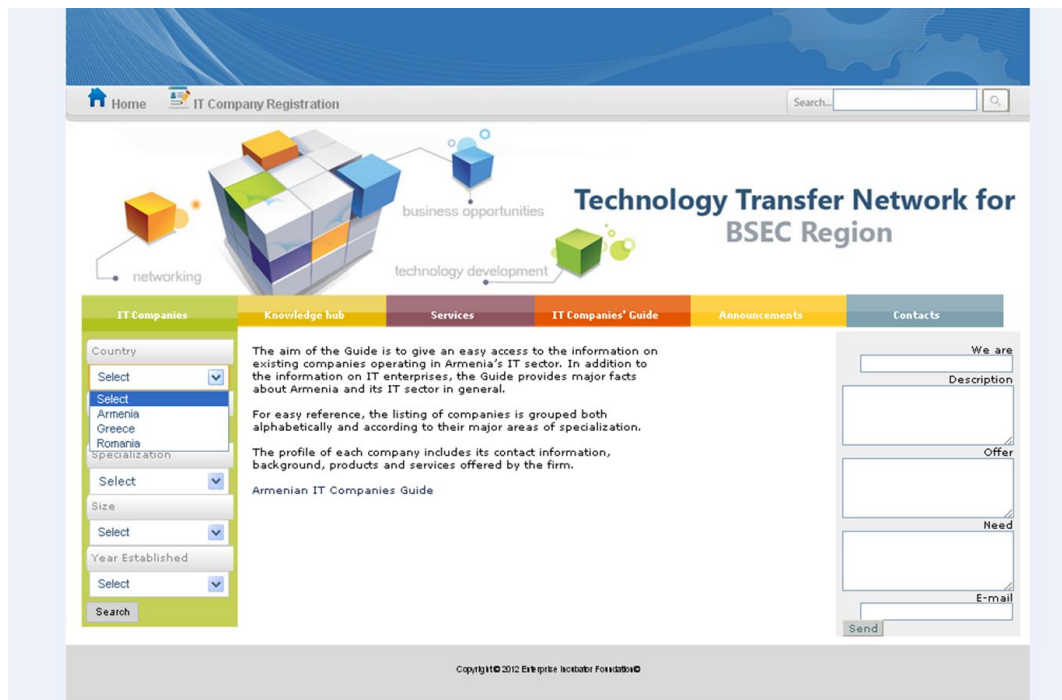 Home
IT Company Registration
Search...
business opportunities
networking
technology development
Technology Transfer Network for
BSEC Region
IT Companies
Knowledge hub
Services
IT Companies' Guide
Announcements
Contacts
Country
Select
Select
Armenia
Greece
Romania
Specialization
Select
Size
Select
Year Established
Select
Search
The aim of the Guide is to give an easy access to the information on
existing companies operating in Armenia's IT sector. In addition to
the information on IT enterprises, the Guide provides major facts
about Armenia and its IT sector in general.
For easy reference, the listing of companies is grouped both
alphabetically and according to their major areas of specialization.
The profile of each company includes its contact information,
background, products and services offered by the firm.
Armenian IT Companies Guide
We are
Description
Offer
Need
E-mail
Send
Copyright© 2012 Enterprise Incubator Foundation©